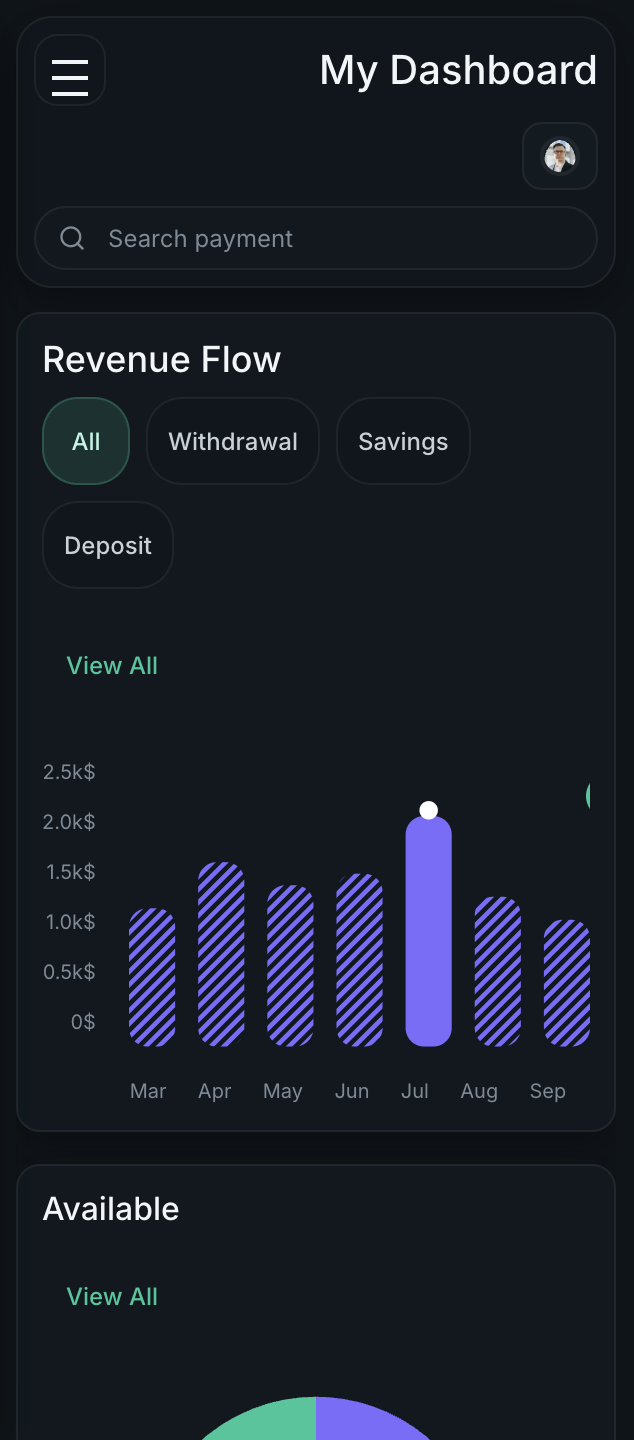 My Dashboard
Search payment
Revenue Flow
All Withdrawal Savings
Deposit
View All
2.5k$
2.0k$
1.5k$
1.0k$
0.5k$
0$
Mar Apr May Jun Jul Aug Sep
Available
View All